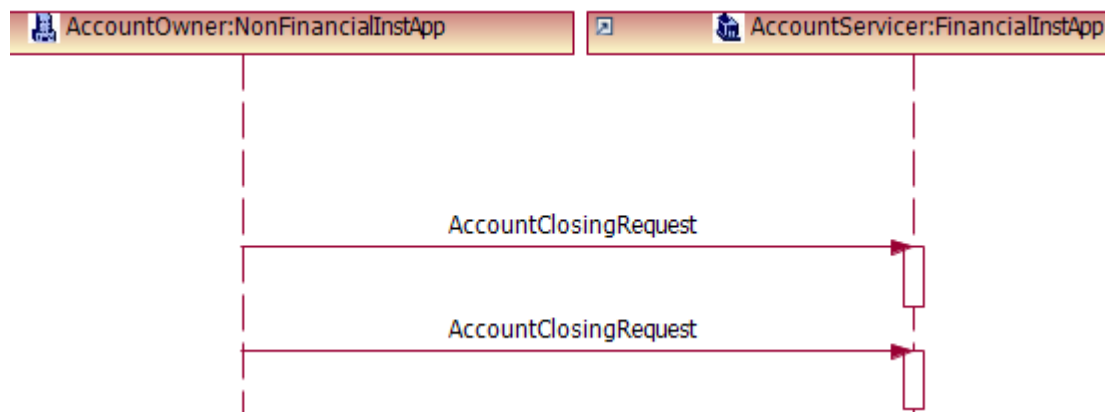 AccountOwner:NonFinancialInstApp
AccountServicer:FinancialInstApp
AccountClosingRequest
AccountClosingRequest